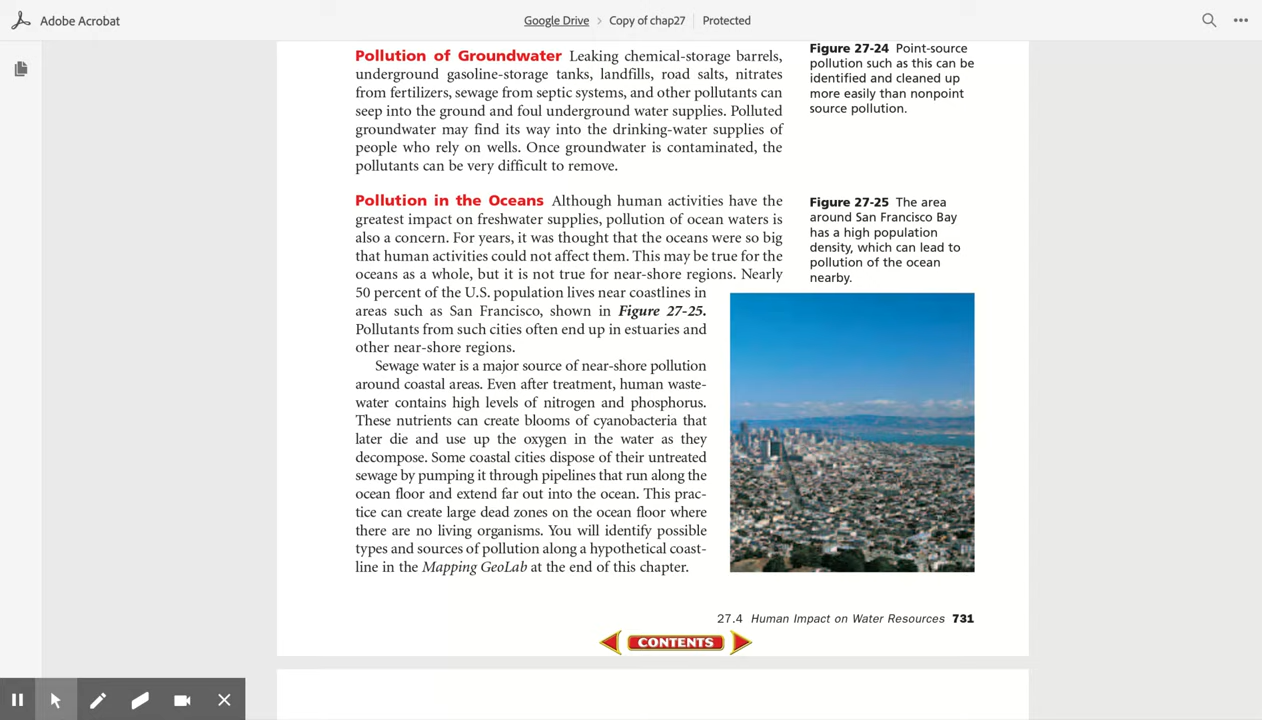 Adobe Acrobat
Google Drive > Copy of chap27 | Protected
Pollution of Groundwater Leaking chemical-storage barrels,
underground gasoline-storage tanks, landfills, road salts, nitrates
from fertilizers, sewage from septic systems, and other pollutants can
seep into the ground and foul underground water supplies. Polluted
groundwater may find its way into the drinking-water supplies of
people who rely on wells. Once groundwater is contaminated, the
pollutants can be very difficult to remove.
Figure 27-24 Point-source
pollution such as this can be
identified and cleaned up
more easily than nonpoint
source pollution.
Pollution in the Oceans Although human activities have the
greatest impact on freshwater supplies, pollution of ocean waters is
also a concern. For years, it was thought that the oceans were so big
that human activities could not affect them. This may be true for the
oceans as a whole, but it is not true for near-shore regions. Nearly
50 percent of the U.S. population lives near coastlines in
areas such as San Francisco, shown in Figure 27-25.
Pollutants from such cities often end up in estuaries and
other near-shore regions.
Sewage water is a major source of near-shore pollution
around coastal areas. Even after treatment, human waste-
water contains high levels of nitrogen and phosphorus.
These nutrients can create blooms of cyanobacteria that
later die and use up the oxygen in the water as they
decompose. Some coastal cities dispose of their untreated
sewage by pumping it through pipelines that run along the
ocean floor and extend far out into the ocean. This prac-
tice can create large dead zones on the ocean floor where
there are no living organisms. You will identify possible
types and sources of pollution along a hypothetical coast-
line in the Mapping GeoLab at the end of this chapter.
Figure 27-25 The area
around San Francisco Bay
has a high population
density, which can lead to
pollution of the ocean
nearby.
27.4 Human Impact on Water Resources 731
CONTENTS